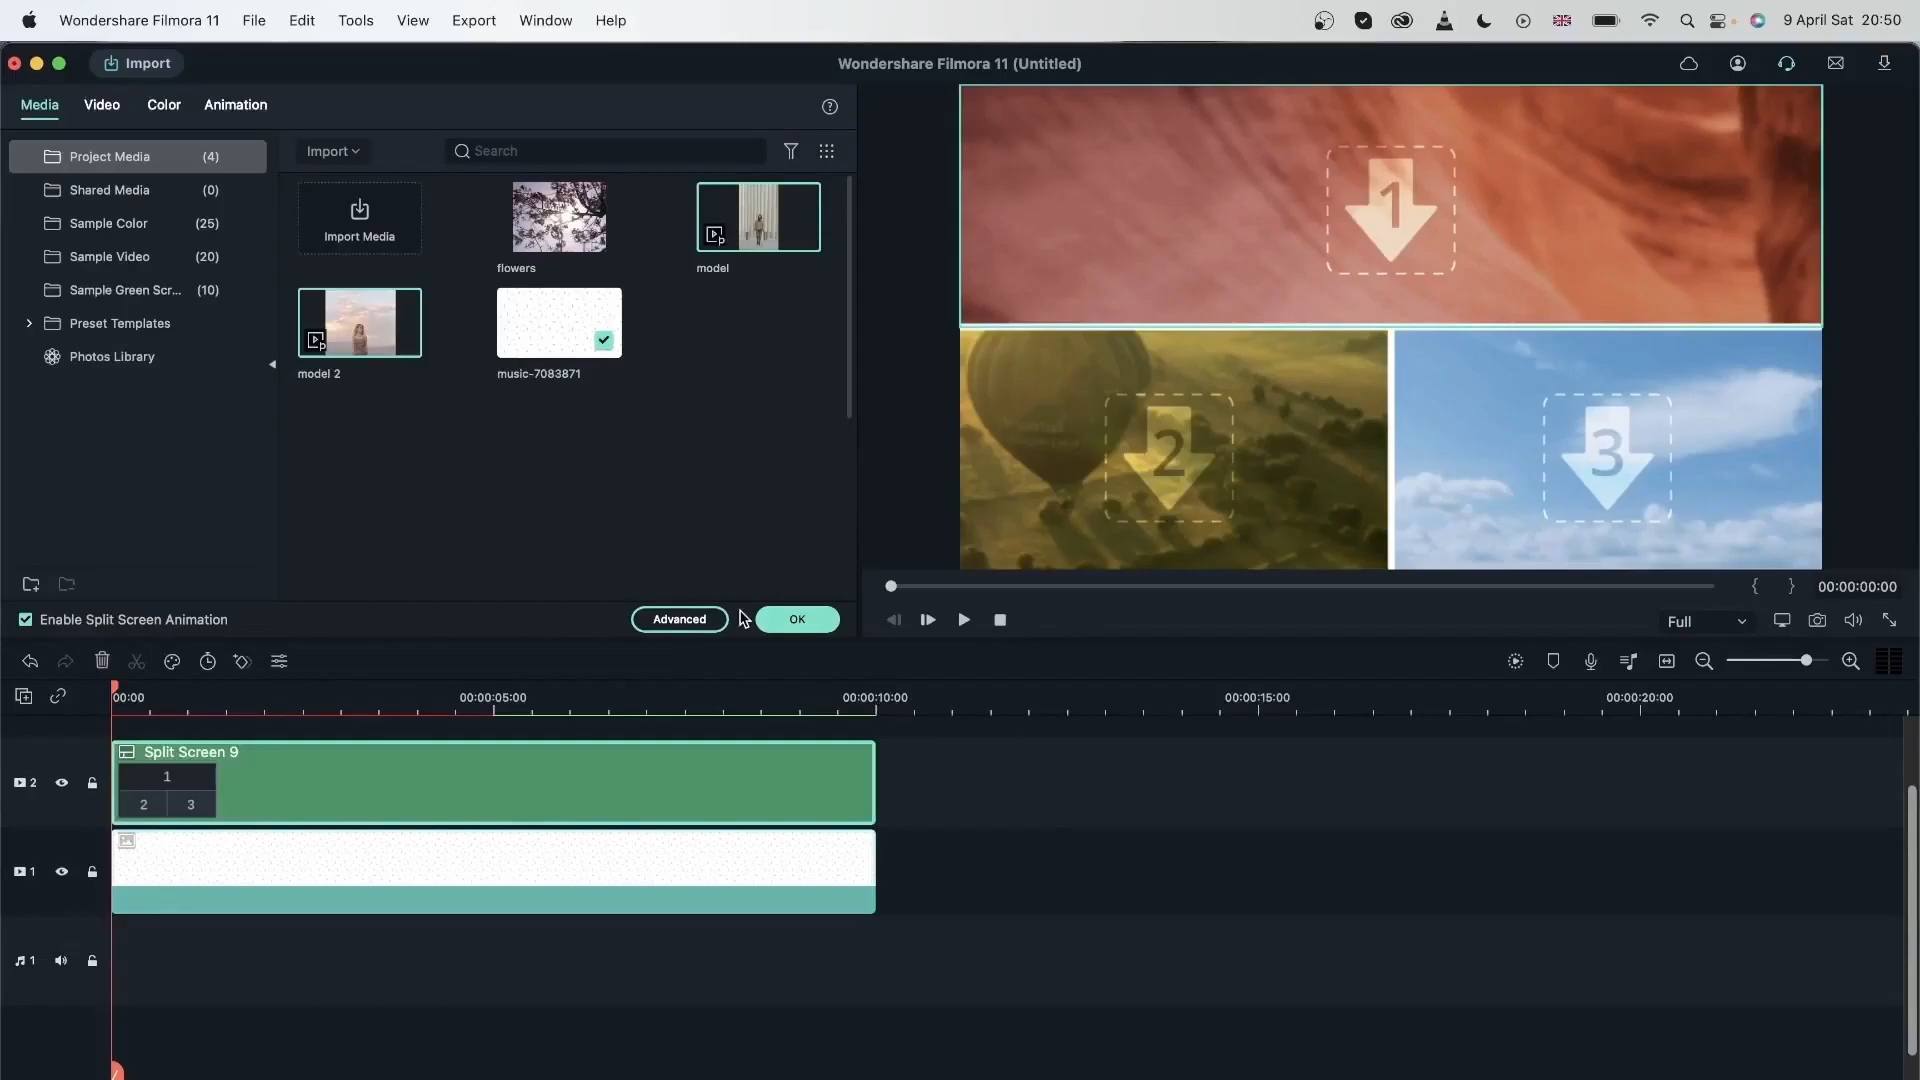 Wondershare Filmora 11 File Edit Tools View Export Window Help 9 April Sat 20:50
Import Wondershare Filmora 11 (Untitled)
Media Video Color Animation
Project Media (4)
Shared Media (0)
Sample Color (25)
Sample Video (20)
Sample Green Scr... (10)
Preset Templates
Photos Library
Import Search
Import Media
flowers
model
model 2
music-7083871
1
2
3
Enable Split Screen Animation Advanced OK
00:00:00:00
Full
00:00 00:00:05:00 00:00:10:00 00:00:15:00 00:00:20:00
Split Screen 9
1
2 3
2
1
1